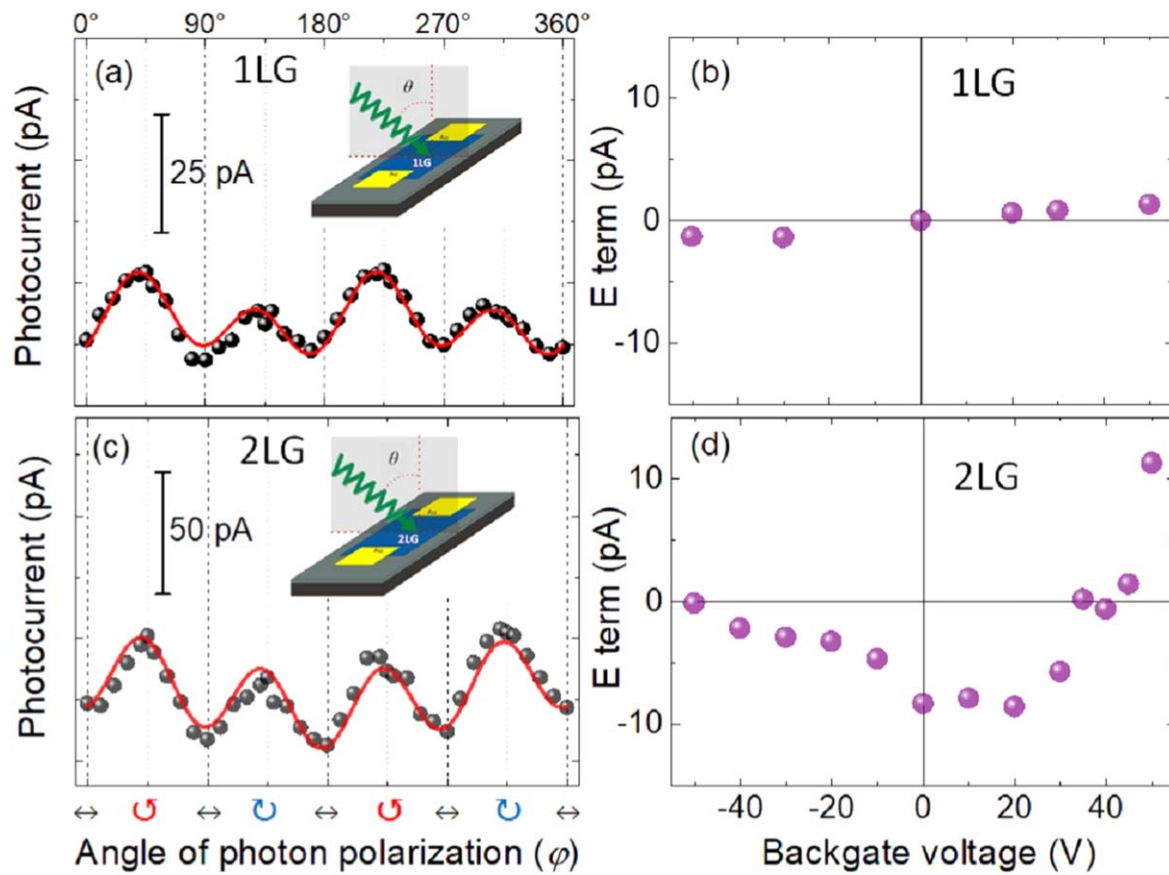 0° 90° 180° 270° 360°
(a) 1LG
θ
Au
1LG
Au
25 pA
Photocurrent (pA)
(b) 1LG
10
0
-10
E term (pA)
(c) 2LG
θ
Au
2LG
Au
50 pA
Photocurrent (pA)
↔ ↺ ↔ ↻ ↔ ↺ ↔ ↻ ↔
Angle of photon polarization (φ)
(d) 2LG
10
0
-10
E term (pA)
-40 -20 0 20 40
Backgate voltage (V)